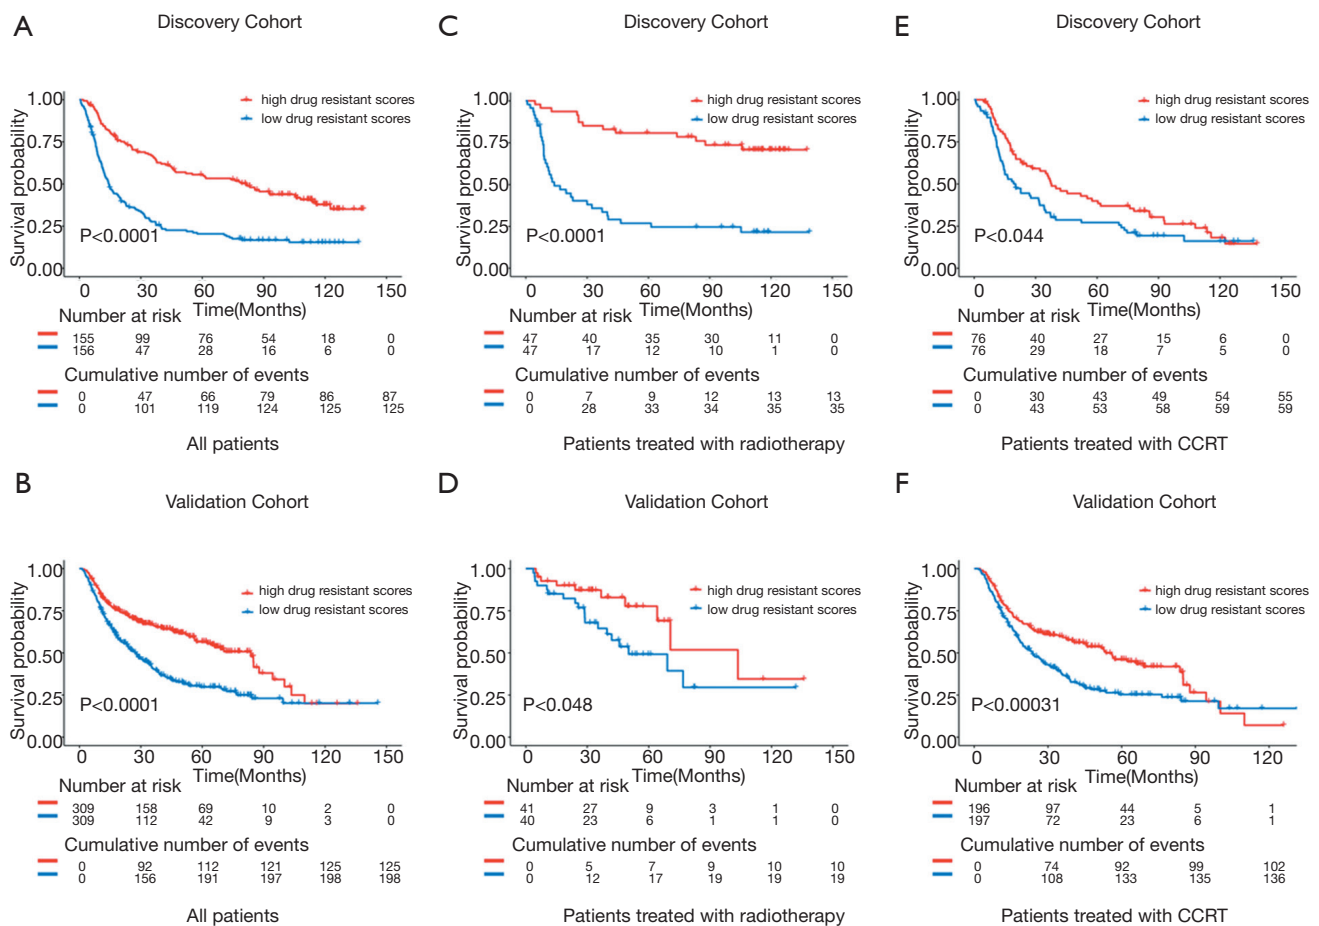 A
Discovery Cohort
Survival probability
1.00
0.75
0.50
0.25
0.00
high drug resistant scores
low drug resistant scores
P<0.0001
0 30 60 90 120 150
Time(Months)
Number at risk
155 99 76 54 18 0
156 47 28 16 6 0
Cumulative number of events
0 47 66 79 86 87
0 101 119 124 125 125
All patients
C
Discovery Cohort
Survival probability
1.00
0.75
0.50
0.25
0.00
high drug resistant scores
low drug resistant scores
P<0.0001
0 30 60 90 120 150
Time(Months)
Number at risk
47 40 35 30 11 0
47 17 12 10 1 0
Cumulative number of events
0 7 9 12 13 13
0 28 33 34 35 35
Patients treated with radiotherapy
E
Discovery Cohort
Survival probability
1.00
0.75
0.50
0.25
0.00
high drug resistant scores
low drug resistant scores
P<0.044
0 30 60 90 120 150
Time(Months)
Number at risk
76 40 27 15 6 0
76 29 18 7 5 0
Cumulative number of events
0 30 43 49 54 55
0 43 53 58 59 59
Patients treated with CCRT
B
Validation Cohort
Survival probability
1.00
0.75
0.50
0.25
0.00
high drug resistant scores
low drug resistant scores
P<0.0001
0 30 60 90 120 150
Time(Months)
Number at risk
309 158 69 10 2 0
309 112 42 9 3 0
Cumulative number of events
0 92 112 121 125 125
0 156 191 197 198 198
All patients
D
Validation Cohort
Survival probability
1.00
0.75
0.50
0.25
0.00
high drug resistant scores
low drug resistant scores
P<0.048
0 30 60 90 120 150
Time(Months)
Number at risk
41 27 9 3 1 0
40 23 6 1 1 0
Cumulative number of events
0 5 7 9 10 10
0 12 17 19 19 19
Patients treated with radiotherapy
F
Validation Cohort
Survival probability
1.00
0.75
0.50
0.25
0.00
high drug resistant scores
low drug resistant scores
P<0.00031
0 30 60 90 120
Time(Months)
Number at risk
196 97 44 5 1
197 72 23 6 1
Cumulative number of events
0 74 92 99 102
0 108 133 135 136
Patients treated with CCRT